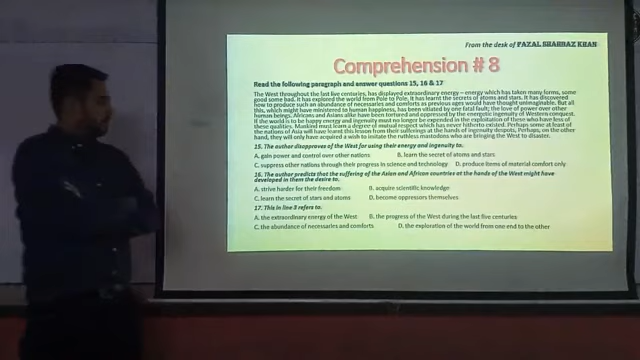 From the desk of FAZAL SHAHBAZ KHAN
Comprehension # 8
Read the following paragraph and answer questions 15, 16 & 17
The West throughout the last five centuries, has displayed extraordinary energy – energy which has taken many forms, some
good some bad. It has explored the world from Pole to Pole, it has learnt the secrets of atoms and stars. It has discovered
how to produce such an abundance of necessaries and comforts as previous ages would have thought unimaginable. But all
this, which might have ministered to human happiness, has been vitiated by one fatal fault; the love of power over other
human beings. Africans and Asians alike have been tortured and oppressed by the energetic ingenuity of Western conquest.
If the world is to be happy energy and ingenuity must no longer be expended in the exploitation of these who have less of
these qualities. Mankind must learn a degree of mutual respect which has never hitherto existed. Perhaps some at least of
the nations of Asia will have learnt this lesson from their sufferings at the hands of ingenuity despots, Perhaps, on the other
hand, they will only have acquired a wish to imitate the ruthless mottoes who are bringing the West to disaster.
15. The author disapproves of the West for using their energy and ingenuity to.
A. gain power and control over other nations B. learn the secret of atoms and stars
C. suppress other nations through their progress in science and technology D. produce items of material comfort only
16. The author predicts that the suffering of the Asian and African countries at the hands of the West might have
developed in them the desire to.
A. strive harder for their freedom B. acquire scientific knowledge
C. learn the secret of stars and atoms D. become oppressors themselves
17. This in line 3 refers to.
A. the extraordinary energy of the West B. the progress of the West during the last five centuries
C. the abundance of necessaries and comforts D. the exploration of the world from one end to the other